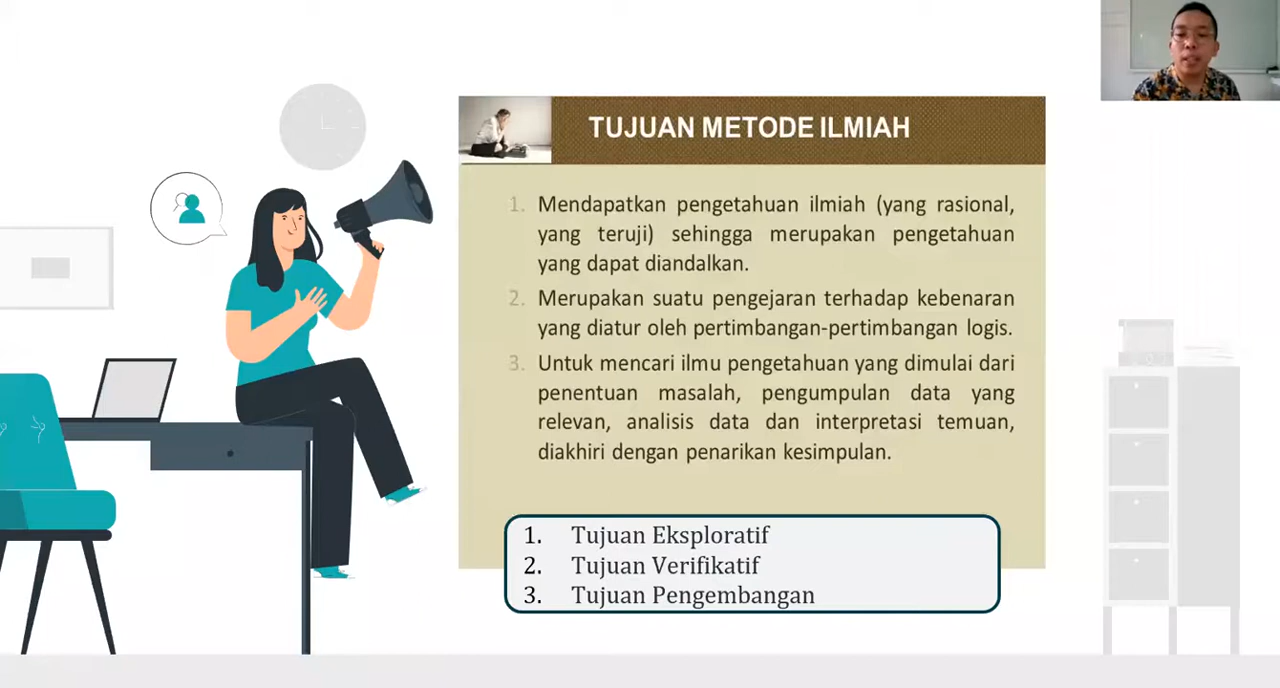 TUJUAN METODE ILMIAH
1. Mendapatkan pengetahuan ilmiah (yang rasional,
yang teruji) sehingga merupakan pengetahuan
yang dapat diandalkan.
2. Merupakan suatu pengejaran terhadap kebenaran
yang diatur oleh pertimbangan-pertimbangan logis.
3. Untuk mencari ilmu pengetahuan yang dimulai dari
penentuan masalah, pengumpulan data yang
relevan, analisis data dan interpretasi temuan,
diakhiri dengan penarikan kesimpulan.
1. Tujuan Eksploratif
2. Tujuan Verifikatif
3. Tujuan Pengembangan